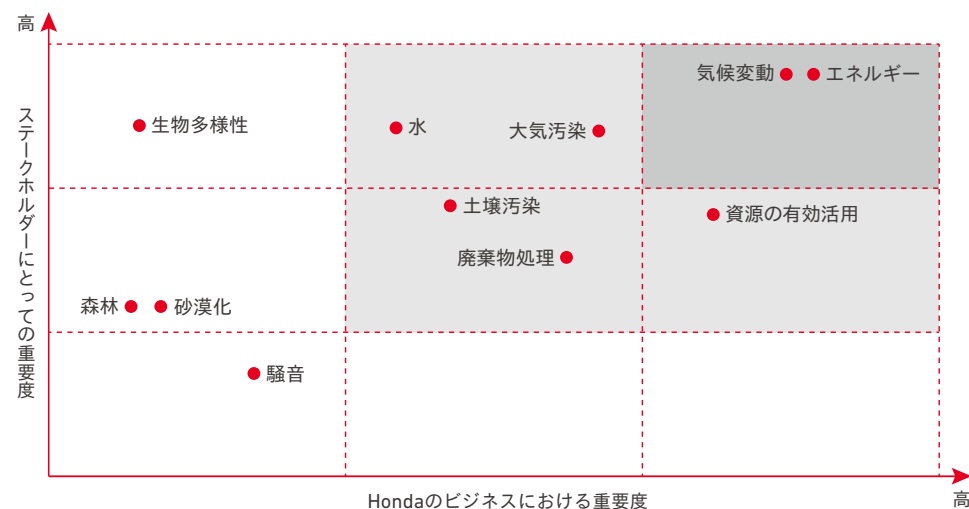 高
ステークホルダーにとっての重要度
気候変動
エネルギー
生物多様性
水
大気汚染
土壌汚染
資源の有効活用
廃棄物処理
森林
砂漠化
騒音
Hondaのビジネスにおける重要度
高